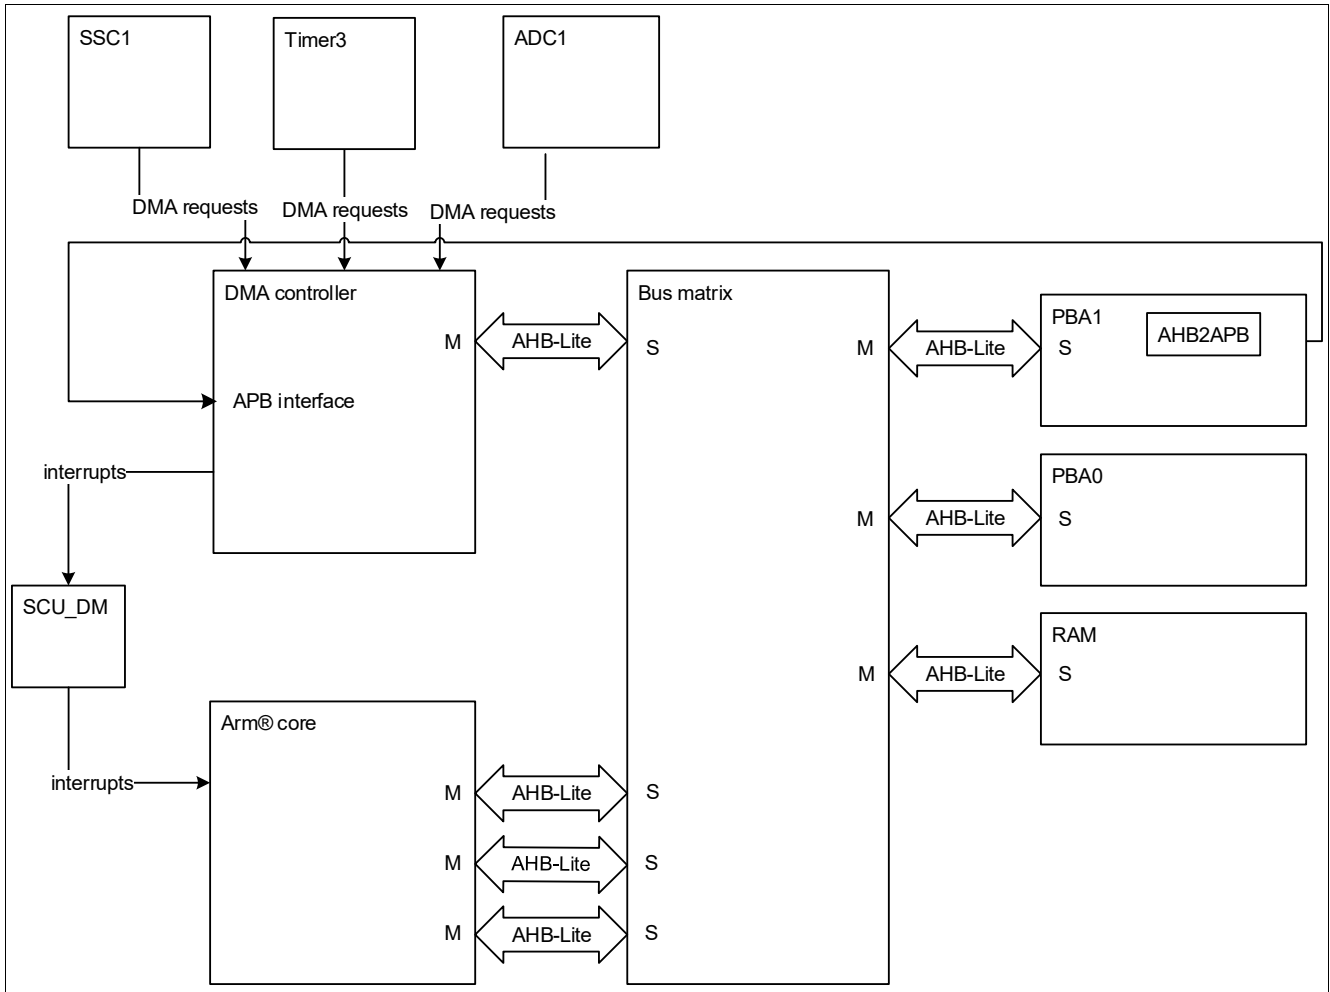 SSC1
Timer3
ADC1
DMA requests
DMA requests
DMA requests
DMA controller
M
AHB-Lite
APB interface
Bus matrix
S
M
AHB-Lite
PBA1
S
AHB2APB
interrupts
M
AHB-Lite
PBA0
S
SCU_DM
M
AHB-Lite
RAM
S
interrupts
Arm® core
M
AHB-Lite
S
M
AHB-Lite
S
M
AHB-Lite
S